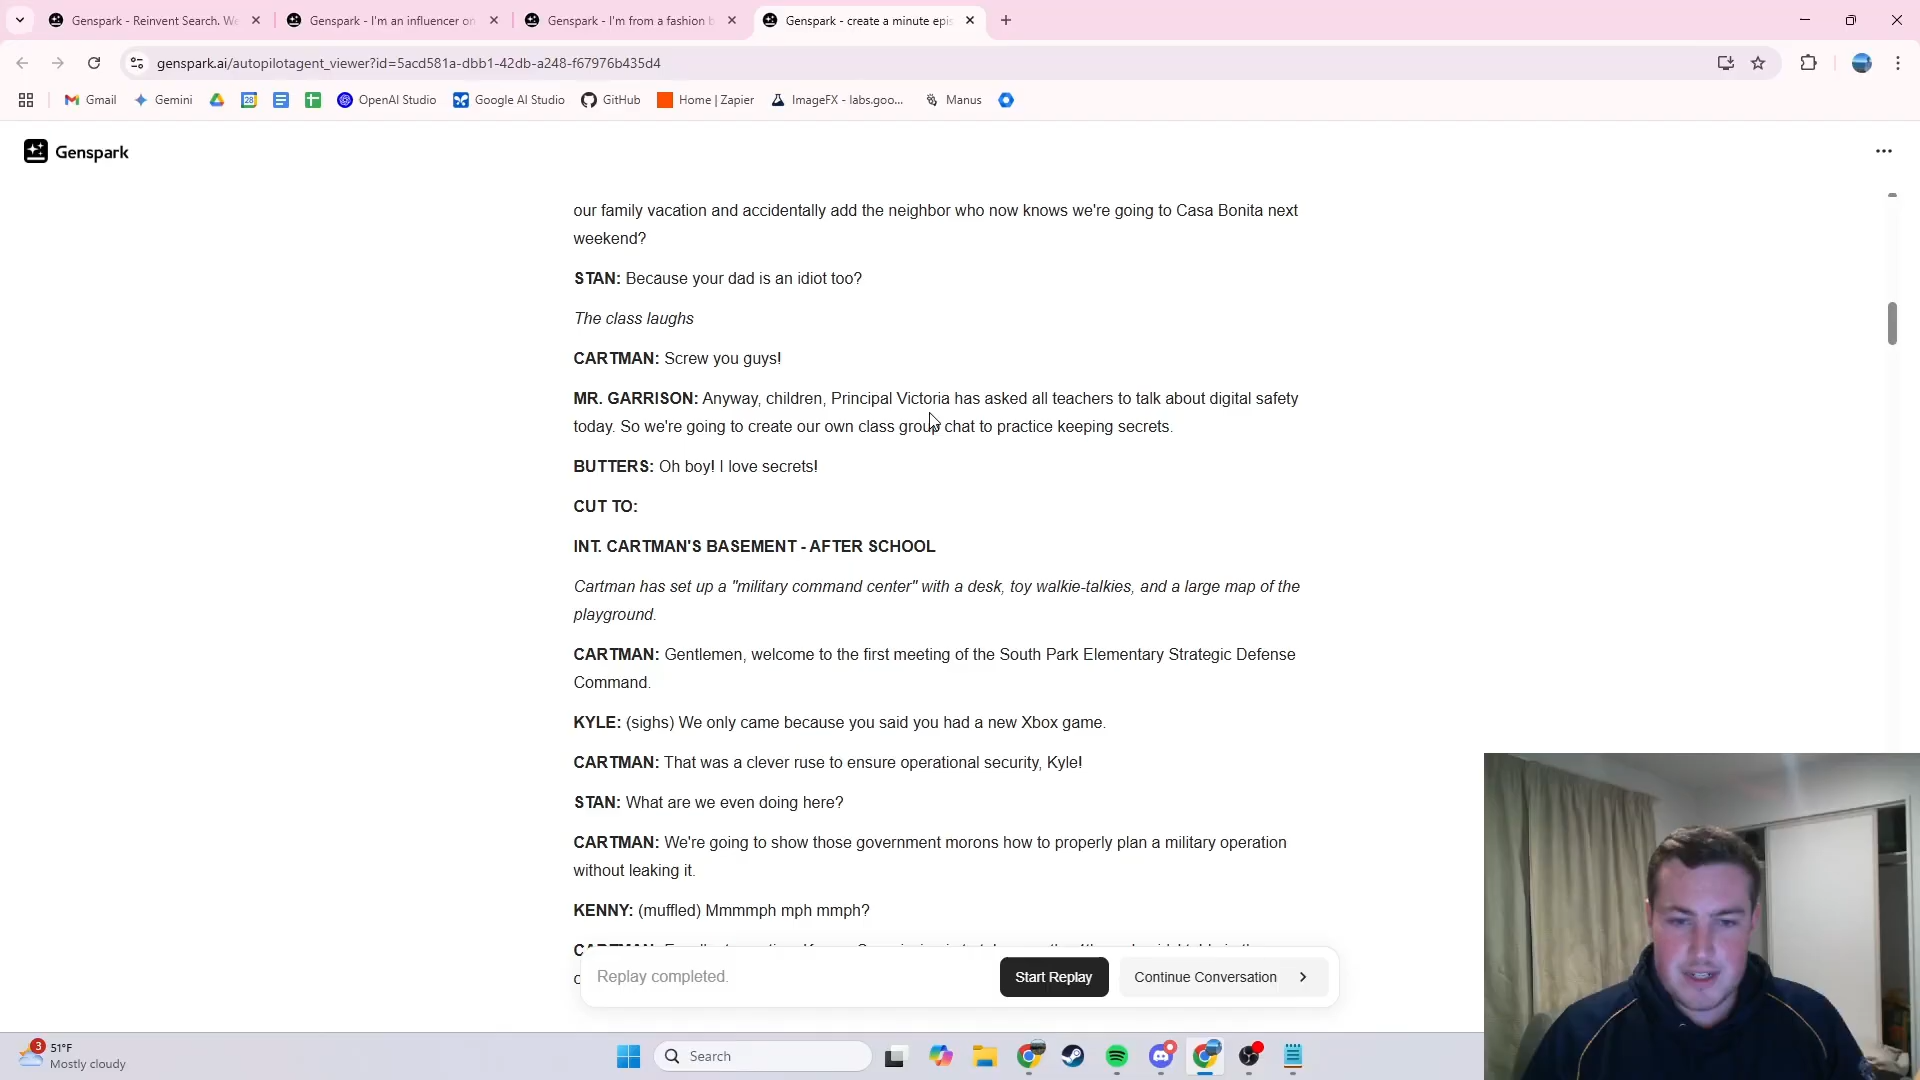 Genspark - Reinvent Search. We
Genspark - I'm an influencer on
Genspark - I'm from a fashion b
Genspark - create a minute epis
genspark.ai/autopilotagent_viewer?id=5acd581a-dbb1-42db-a248-f67976b435d4
Gmail
Gemini
28
OpenAI Studio
Google AI Studio
GitHub
Home | Zapier
ImageFX - labs.goo...
Manus
Genspark
our family vacation and accidentally add the neighbor who now knows we're going to Casa Bonita next
weekend?
STAN: Because your dad is an idiot too?
The class laughs
CARTMAN: Screw you guys!
MR. GARRISON: Anyway, children, Principal Victoria has asked all teachers to talk about digital safety
today. So we're going to create our own class group chat to practice keeping secrets.
BUTTERS: Oh boy! I love secrets!
CUT TO:
INT. CARTMAN'S BASEMENT - AFTER SCHOOL
Cartman has set up a "military command center" with a desk, toy walkie-talkies, and a large map of the
playground.
CARTMAN: Gentlemen, welcome to the first meeting of the South Park Elementary Strategic Defense
Command.
KYLE: (sighs) We only came because you said you had a new Xbox game.
CARTMAN: That was a clever ruse to ensure operational security, Kyle!
STAN: What are we even doing here?
CARTMAN: We're going to show those government morons how to properly plan a military operation
without leaking it.
KENNY: (muffled) Mmmmph mph mmph?
Replay completed.
Start Replay
Continue Conversation
3
51°F
Mostly cloudy
Search